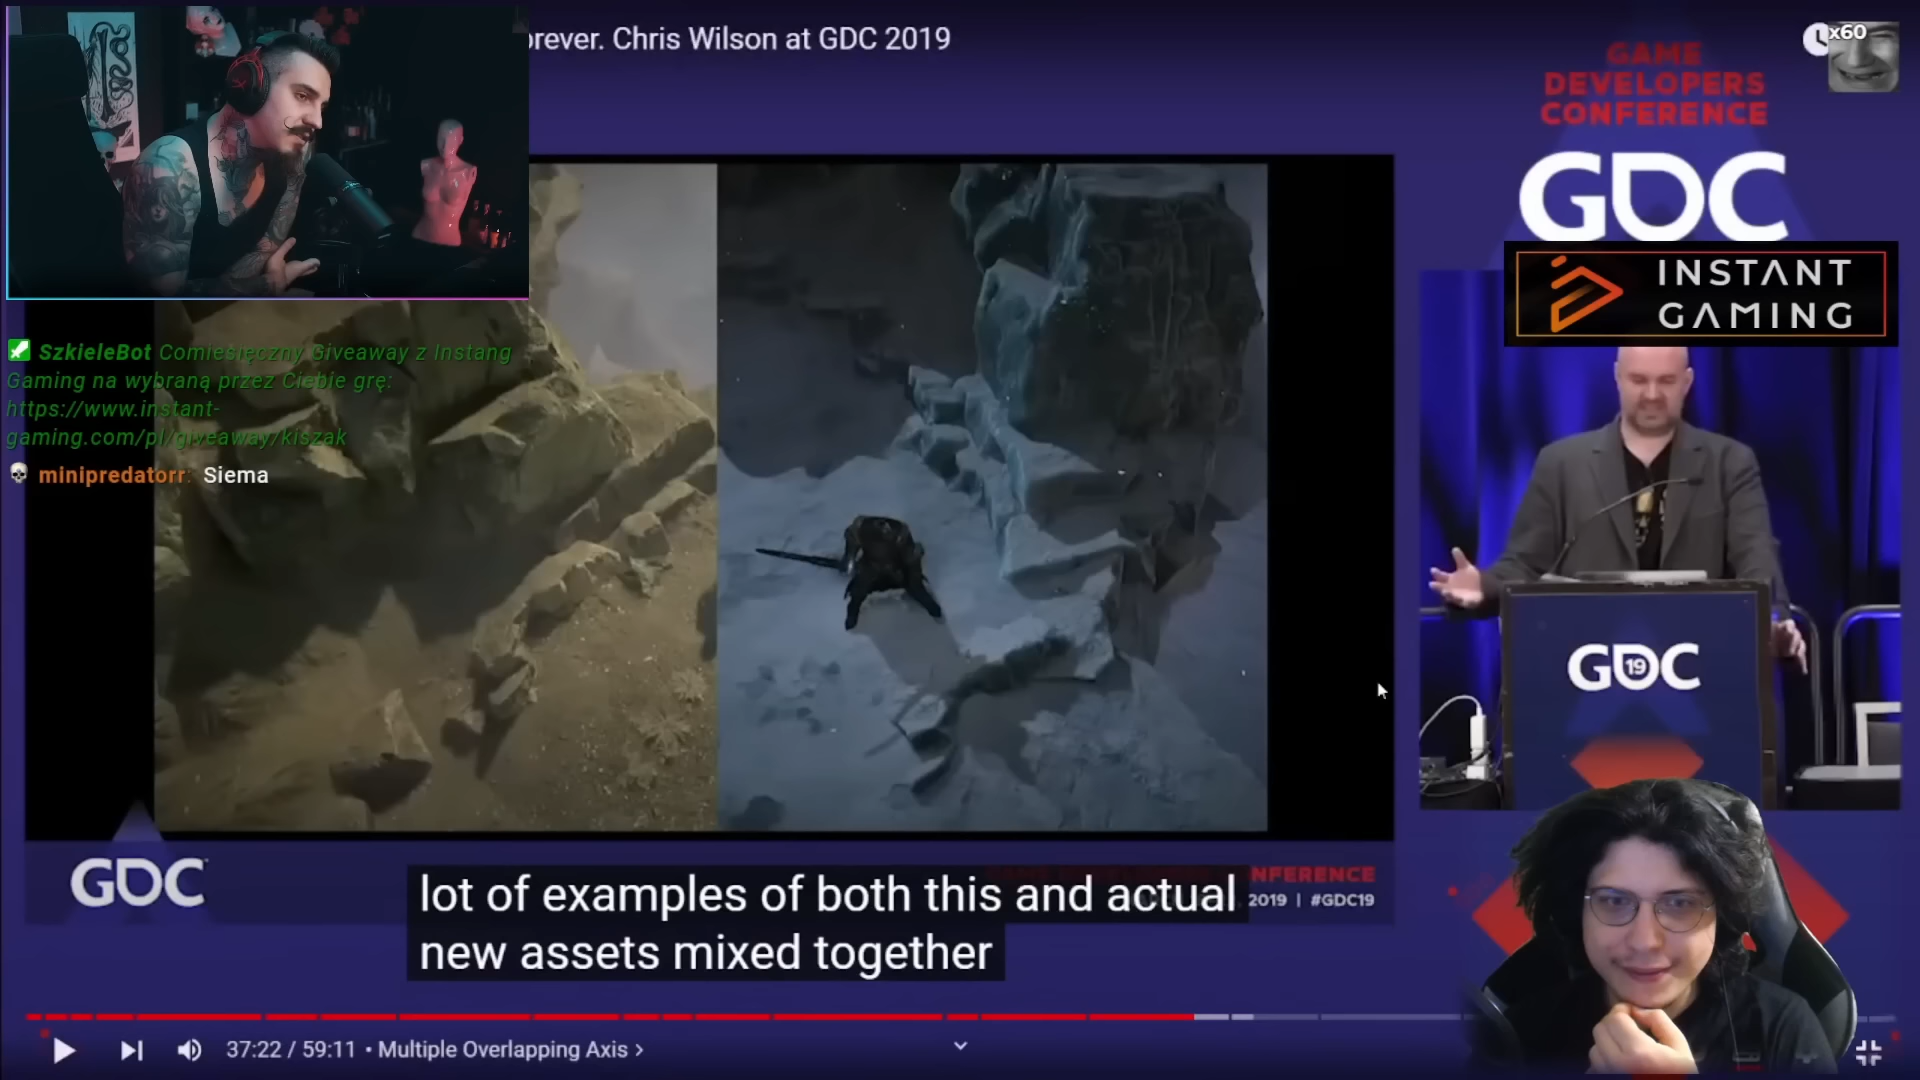 orever. Chris Wilson at GDC 2019
x60
GAME
DEVELOPERS
CONFERENCE
GDC
INSTANT
GAMING
SzkieleBot Comiesięczny Giveaway z Instang
Gaming na wybraną przez Ciebie grę:
https://www.instant-
gaming.com/pl/giveaway/kiszak
minipredatorr: Siema
GDC
19
GDC
NFERENCE
2019 | #GDC19
lot of examples of both this and actual
new assets mixed together
37:22 / 59:11 • Multiple Overlapping Axis >